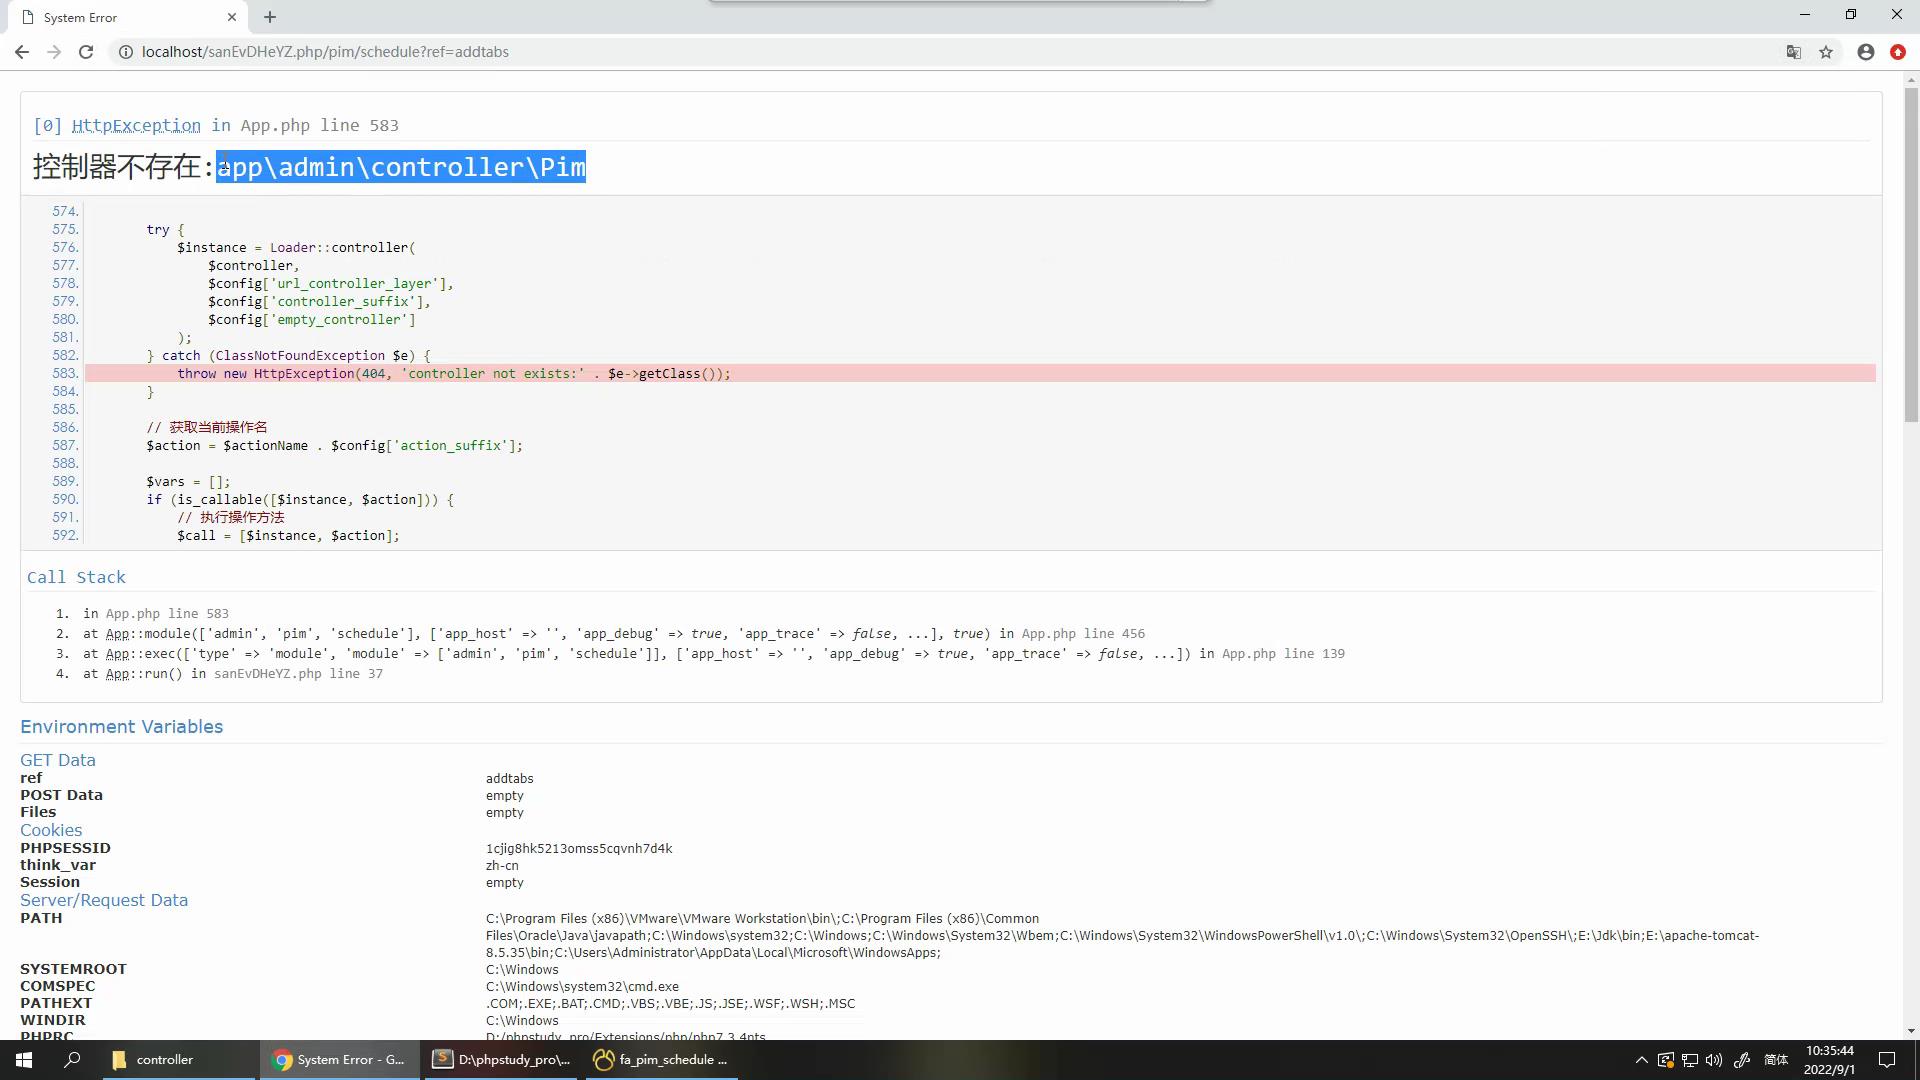 System Error
localhost/sanEvDHeYZ.php/pim/schedule?ref=addtabs
[0] HttpException in App.php line 583
控制器不存在:app\admin\controller\Pim
574.
575. try {
576. $instance = Loader::controller(
577. $controller,
578. $config['url_controller_layer'],
579. $config['controller_suffix'],
580. $config['empty_controller']
581. );
582. } catch (ClassNotFoundException $e) {
583. throw new HttpException(404, 'controller not exists:' . $e->getClass());
584. }
585.
586. // 获取当前操作名
587. $action = $actionName . $config['action_suffix'];
588.
589. $vars = [];
590. if (is_callable([$instance, $action])) {
591. // 执行操作方法
592. $call = [$instance, $action];
Call Stack
1. in App.php line 583
2. at App::module(['admin', 'pim', 'schedule'], ['app_host' => '', 'app_debug' => true, 'app_trace' => false, ...], true) in App.php line 456
3. at App::exec(['type' => 'module', 'module' => ['admin', 'pim', 'schedule']], ['app_host' => '', 'app_debug' => true, 'app_trace' => false, ...]) in App.php line 139
4. at App::run() in sanEvDHeYZ.php line 37
Environment Variables
GET Data
ref addtabs
POST Data empty
Files empty
Cookies
PHPSESSID 1cjig8hk5213omss5cqvnh7d4k
think_var zh-cn
Session empty
Server/Request Data
PATH C:\Program Files (x86)\VMware\VMware Workstation\bin\;C:\Program Files (x86)\Common
Files\Oracle\Java\javapath;C:\Windows\system32;C:\Windows;C:\Windows\System32\Wbem;C:\Windows\System32\WindowsPowerShell\v1.0\;C:\Windows\System32\OpenSSH\;E:\Jdk\bin;E:\apache-tomcat-
8.5.35\bin;C:\Users\Administrator\AppData\Local\Microsoft\WindowsApps;
SYSTEMROOT C:\Windows
COMSPEC C:\Windows\system32\cmd.exe
PATHEXT .COM;.EXE;.BAT;.CMD;.VBS;.VBE;.JS;.JSE;.WSF;.WSH;.MSC
WINDIR C:\Windows
PHPRC D:/phpstudy_pro/Extensions/php/php7.3.4nts
controller
System Error - G...
D:\phpstudy_pro\...
fa_pim_schedule ...
简体
10:35:44
2022/9/1